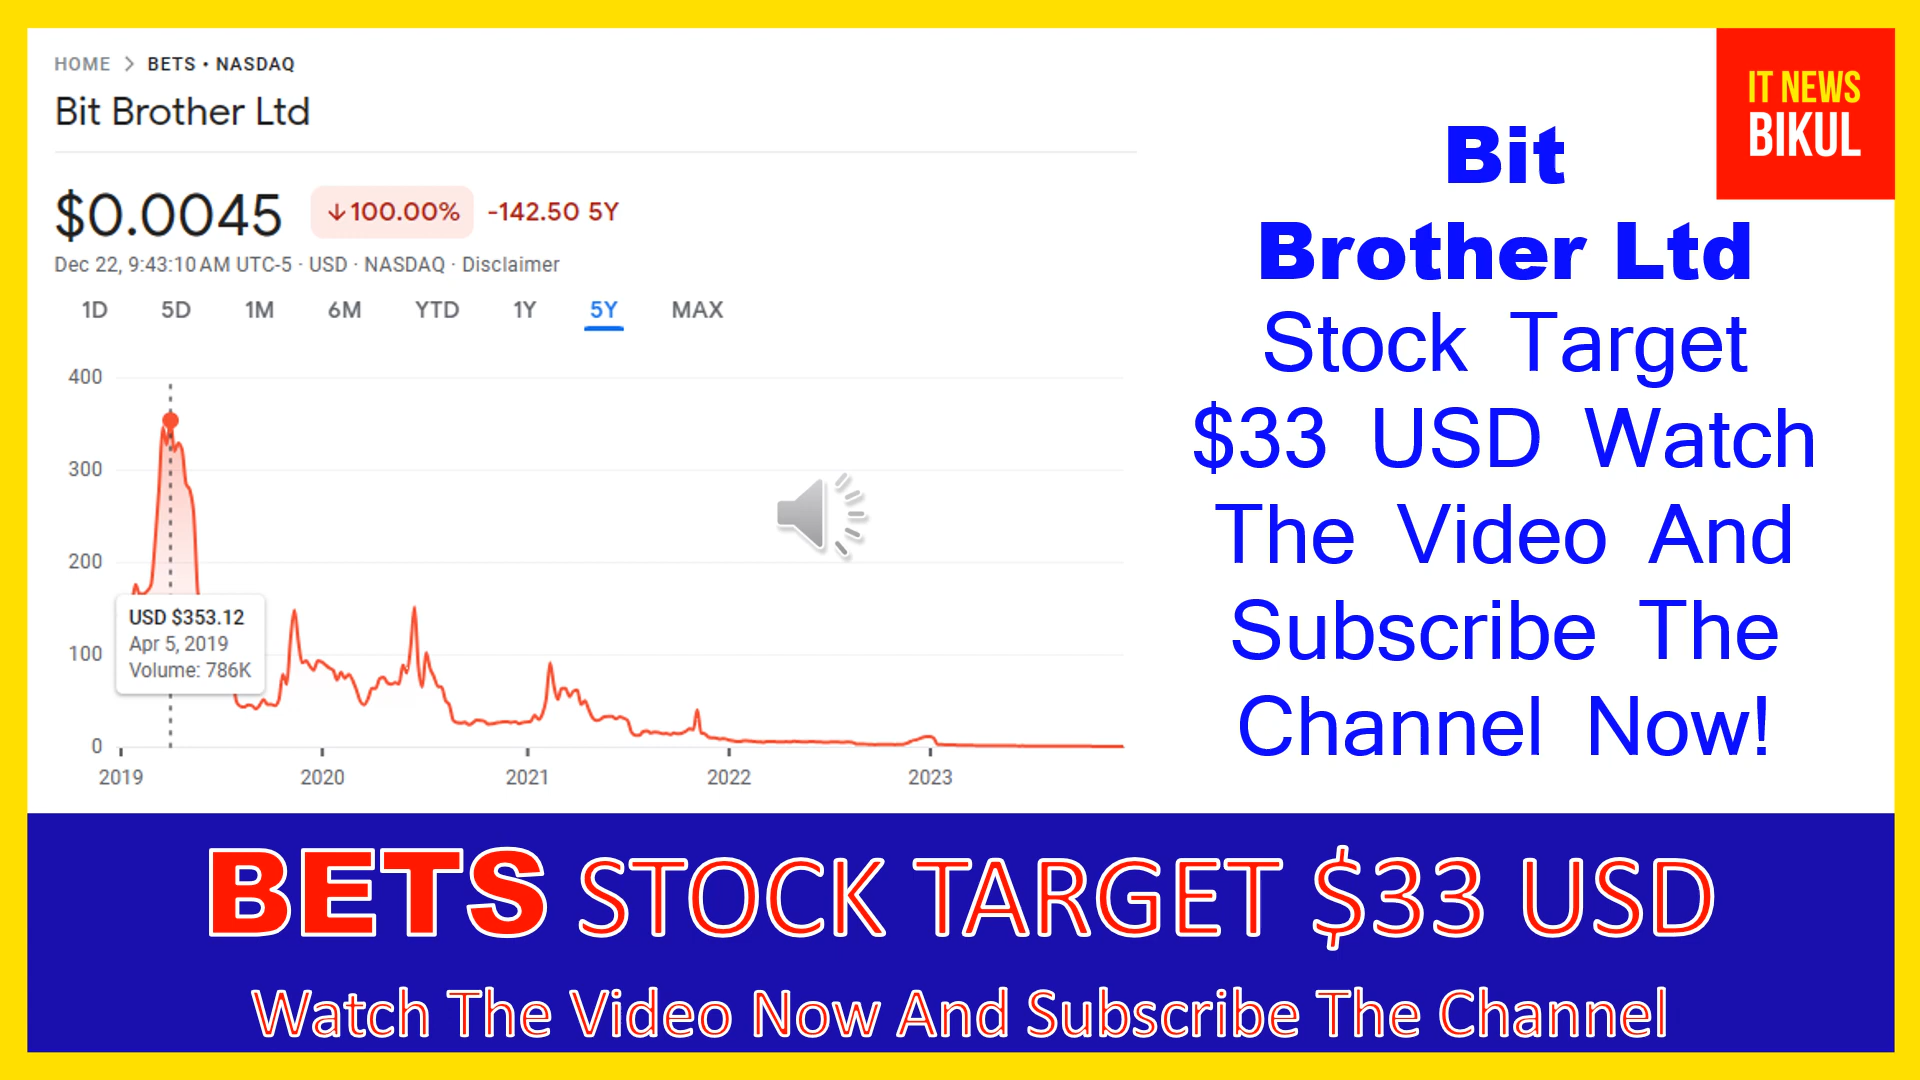 HOME > BETS • NASDAQ
Bit Brother Ltd
$0.0045 ↓100.00% -142.50 5Y
Dec 22, 9:43:10 AM UTC-5 · USD · NASDAQ · Disclaimer
1D 5D 1M 6M YTD 1Y 5Y MAX
400
300
200
100
0
USD $353.12
Apr 5, 2019
Volume: 786K
2019 2020 2021 2022 2023
IT NEWS
BIKUL
Bit
Brother Ltd
Stock Target
$33 USD Watch
The Video And
Subscribe The
Channel Now!
BETS STOCK TARGET $33 USD
Watch The Video Now And Subscribe The Channel